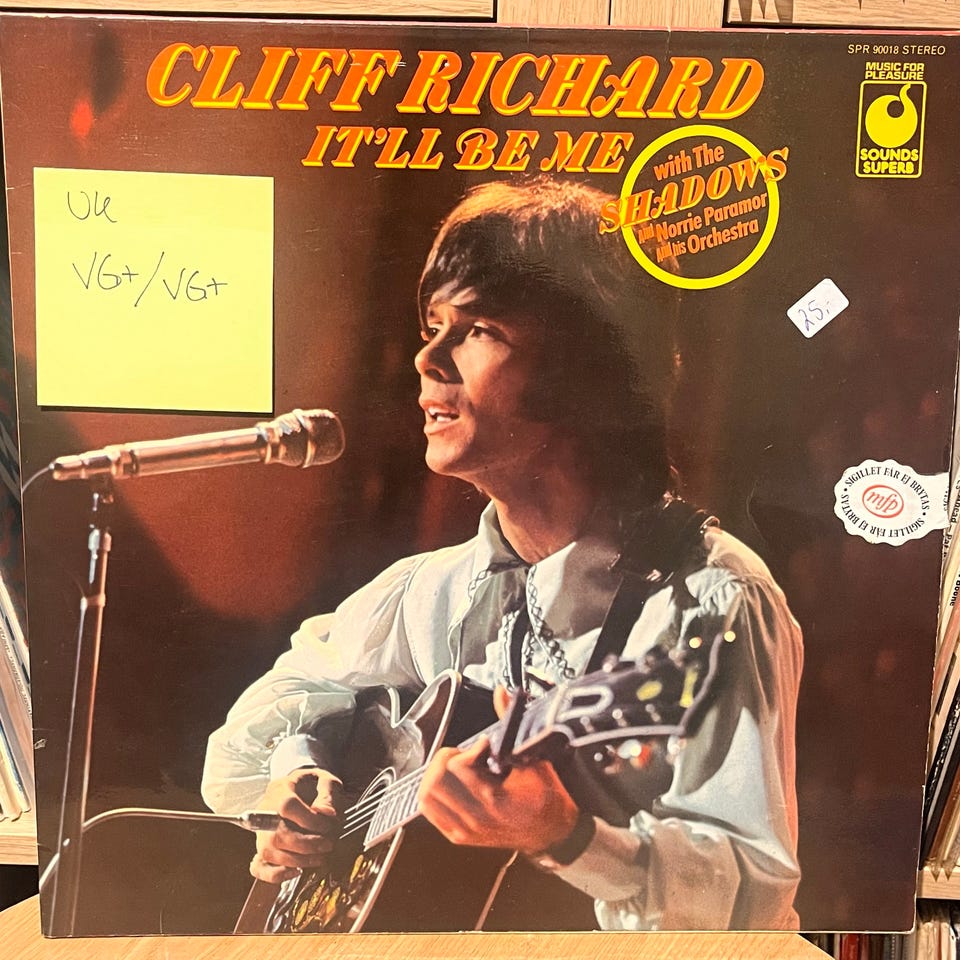 SPR 90018 STEREO
CLIFF RICHARD
IT'LL BE ME
MUSIC FOR
PLEASURE
SOUNDS
SUPERB
with The
SHADOWS
And Norrie Paramor
And his Orchestra
UK
VG+/VG+
25,-
• SIGILLET FÅR EJ BRYTAS •
mfp
SIGILLET FÅR EJ BRYTAS